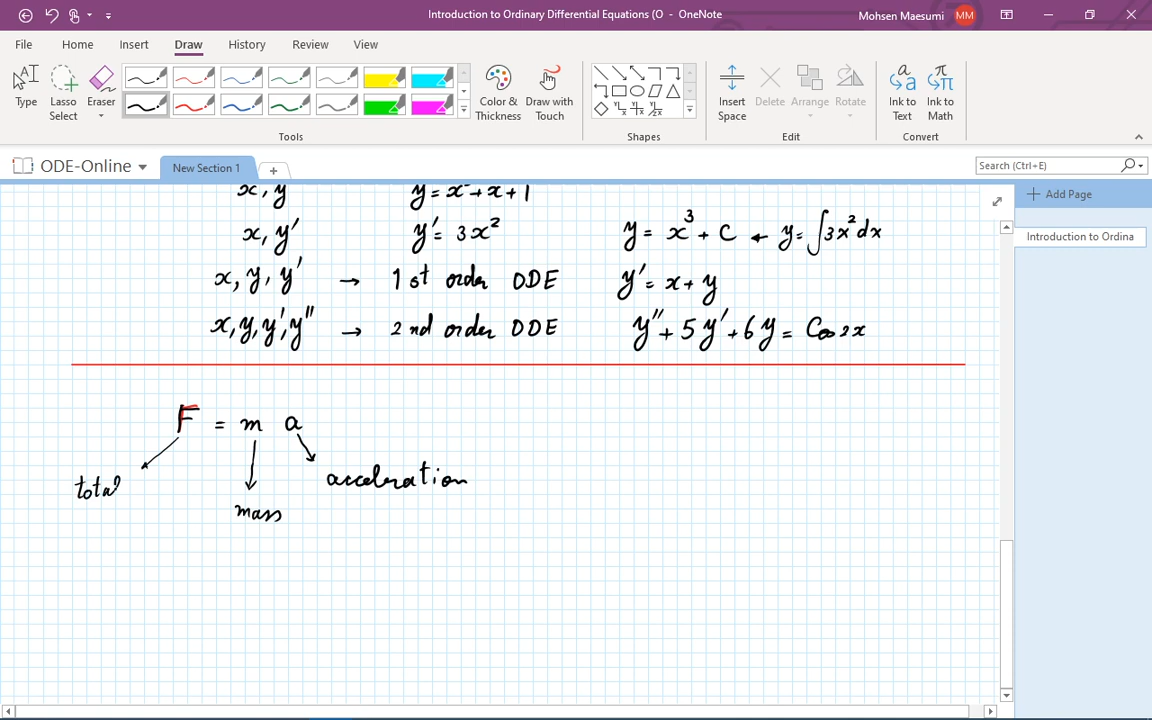 Introduction to Ordinary Differential Equations (O - OneNote
Mohsen Maesumi MM
File Home Insert Draw History Review View
Type Lasso Select Eraser Color & Thickness Draw with Touch Insert Space Delete Arrange Rotate Ink to Text Ink to Math
Tools Shapes Edit Convert
ODE-Online New Section 1 + Search (Ctrl+E)
+ Add Page
Introduction to Ordina
x, y y = x² + x + 1
x, y' y' = 3x² y = x³ + C ← y = ∫3x² dx
x, y, y' → 1st order ODE y' = x + y
x, y, y', y'' → 2nd order ODE y'' + 5y' + 6y = Cos 2x
F = m a
total acceleration
mass